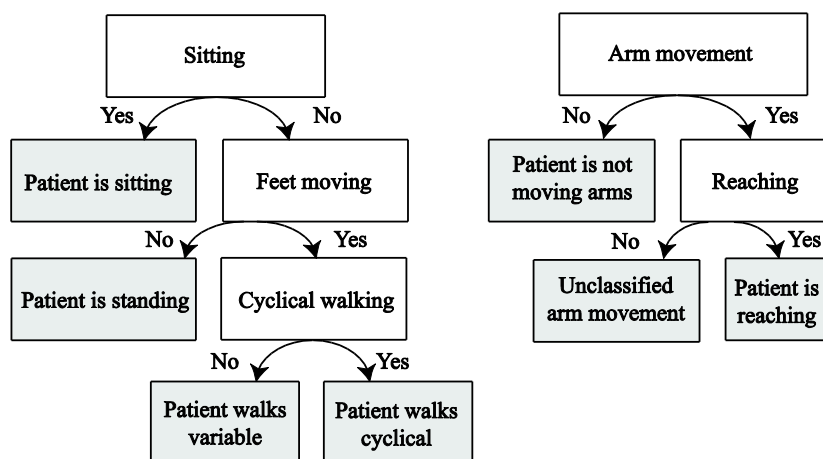 Sitting
Yes
No
Patient is sitting
Feet moving
No
Yes
Patient is standing
Cyclical walking
No
Yes
Patient walks
variable
Patient walks
cyclical
Arm movement
No
Yes
Patient is not
moving arms
Reaching
No
Yes
Unclassified
arm movement
Patient is
reaching